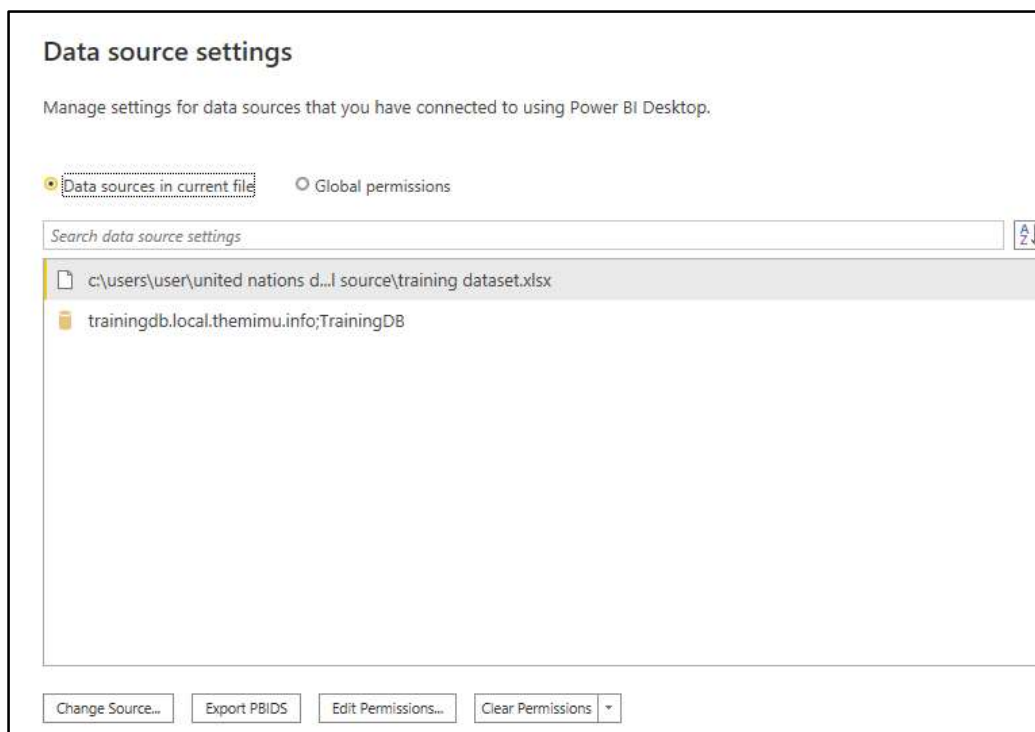 Data source settings
Manage settings for data sources that you have connected to using Power BI Desktop.
Data sources in current file Global permissions
Search data source settings
A
Z
c:\users\user\united nations d...l source\training dataset.xlsx
trainingdb.local.themimu.info;TrainingDB
Change Source... Export PBIDS Edit Permissions... Clear Permissions